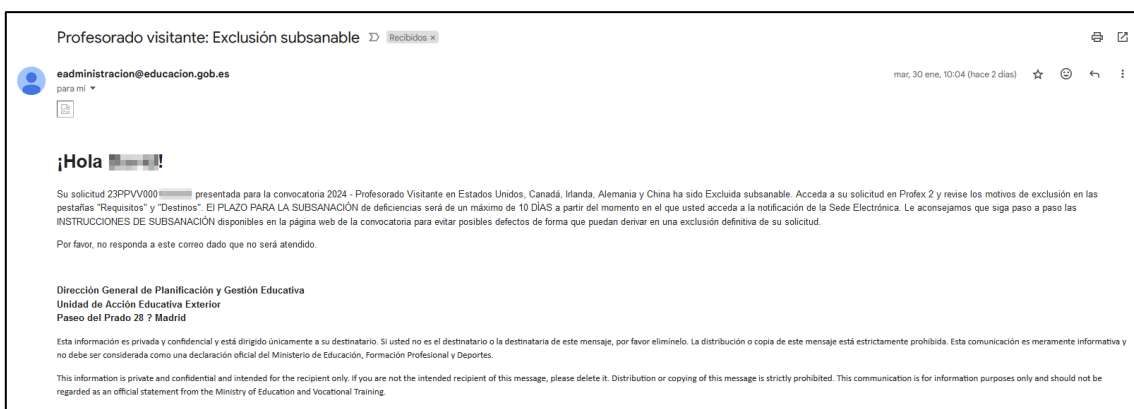 Profesorado visitante: Exclusión subsanable Recibidos ×
eadministracion@educacion.gob.es
mar, 30 ene, 10:04 (hace 2 días)
para mí
¡Hola !
Su solicitud 23PPVV000 presentada para la convocatoria 2024 - Profesorado Visitante en Estados Unidos, Canadá, Irlanda, Alemania y China ha sido Excluida subsanable. Acceda a su solicitud en Profex 2 y revise los motivos de exclusión en las
pestañas "Requisitos" y "Destinos". El PLAZO PARA LA SUBSANACIÓN de deficiencias será de un máximo de 10 DÍAS a partir del momento en el que usted acceda a la notificación de la Sede Electrónica. Le aconsejamos que siga paso a paso las
INSTRUCCIONES DE SUBSANACIÓN disponibles en la página web de la convocatoria para evitar posibles defectos de forma que puedan derivar en una exclusión definitiva de su solicitud.
Por favor, no responda a este correo dado que no será atendido.
Dirección General de Planificación y Gestión Educativa
Unidad de Acción Educativa Exterior
Paseo del Prado 28 ? Madrid
Esta información es privada y confidencial y está dirigido únicamente a su destinatario. Si usted no es el destinatario o la destinataria de este mensaje, por favor elimínelo. La distribución o copia de este mensaje está estrictamente prohibida. Esta comunicación es meramente informativa y
no debe ser considerada como una declaración oficial del Ministerio de Educación, Formación Profesional y Deportes.
This information is private and confidential and intended for the recipient only. If you are not the intended recipient of this message, please delete it. Distribution or copying of this message is strictly prohibited. This communication is for information purposes only and should not be
regarded as an official statement from the Ministry of Education and Vocational Training.